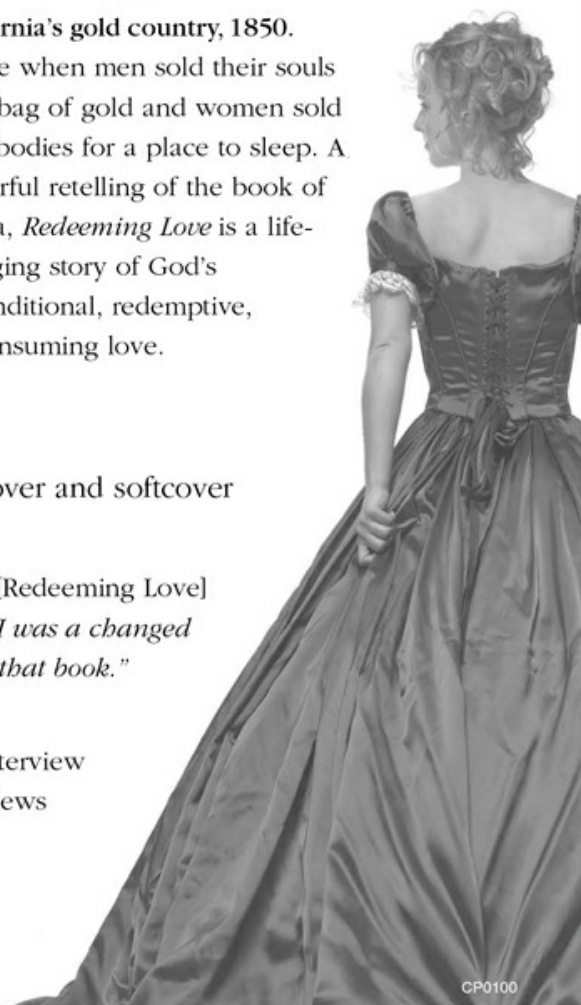 rnia's gold country, 1850.
e when men sold their souls
bag of gold and women sold
bodies for a place to sleep. A
rful retelling of the book of
a, Redeeming Love is a life-
ging story of God's
nditional, redemptive,
nsuming love.
over and softcover
[Redeeming Love]
I was a changed
that book."
terview
ews
CP0100